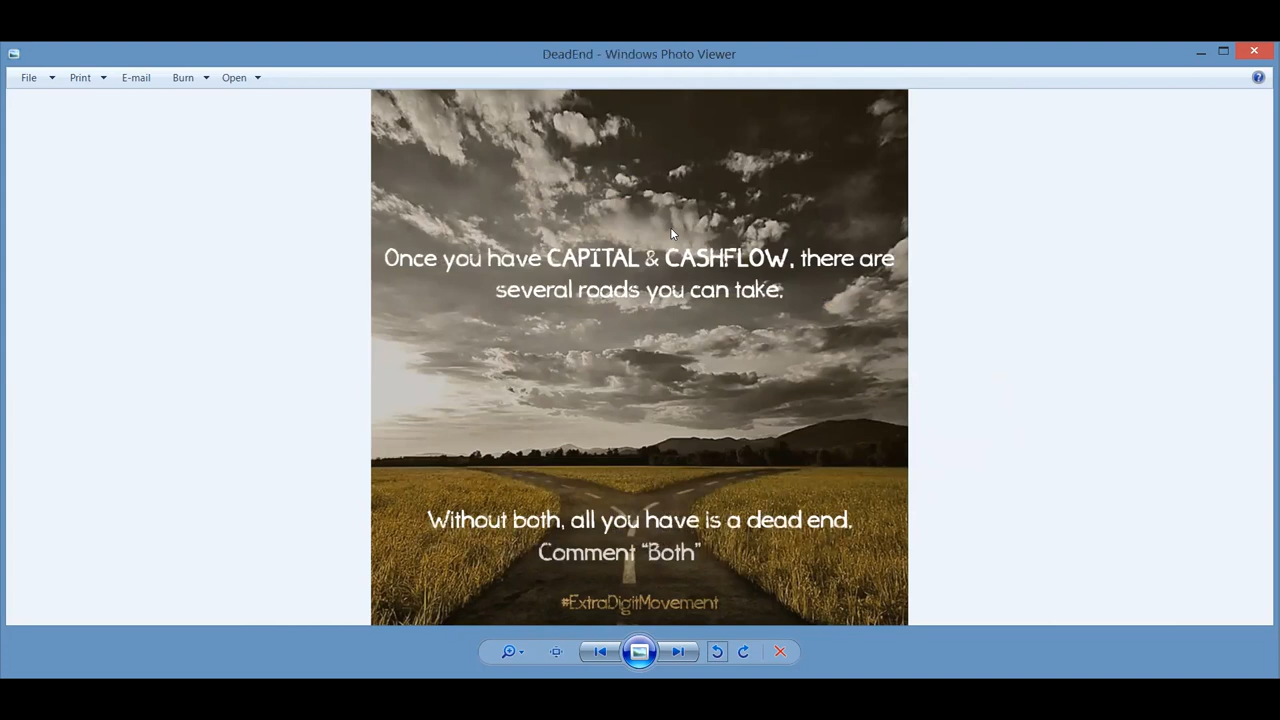 DeadEnd - Windows Photo Viewer
File Print E-mail Burn Open
Once you have CAPITAL & CASHFLOW, there are
several roads you can take.
Without both, all you have is a dead end.
Comment "Both"
#ExtraDigitMovement